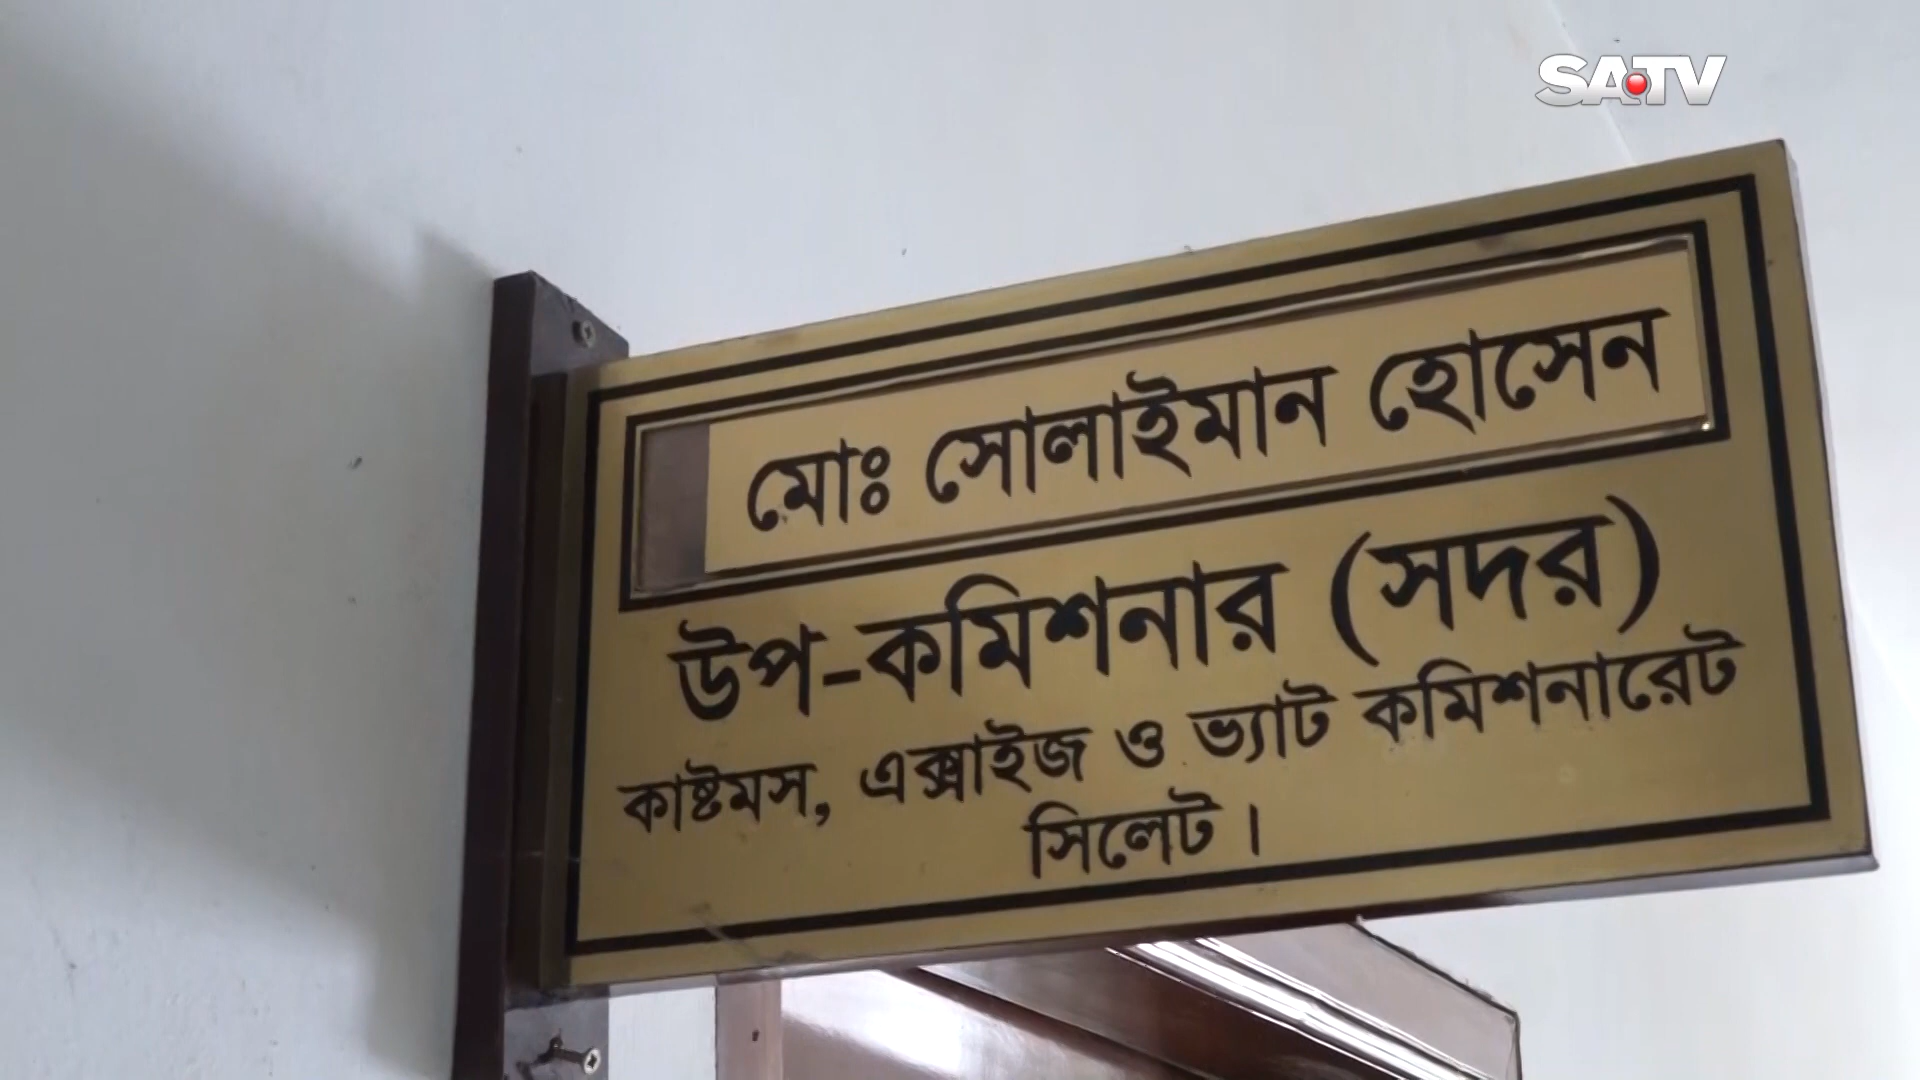 SATV
মোঃ সোলাইমান হোসেন
উপ-কমিশনার (সদর)
কাষ্টমস, এক্সাইজ ও ভ্যাট কমিশনারেট
সিলেট।